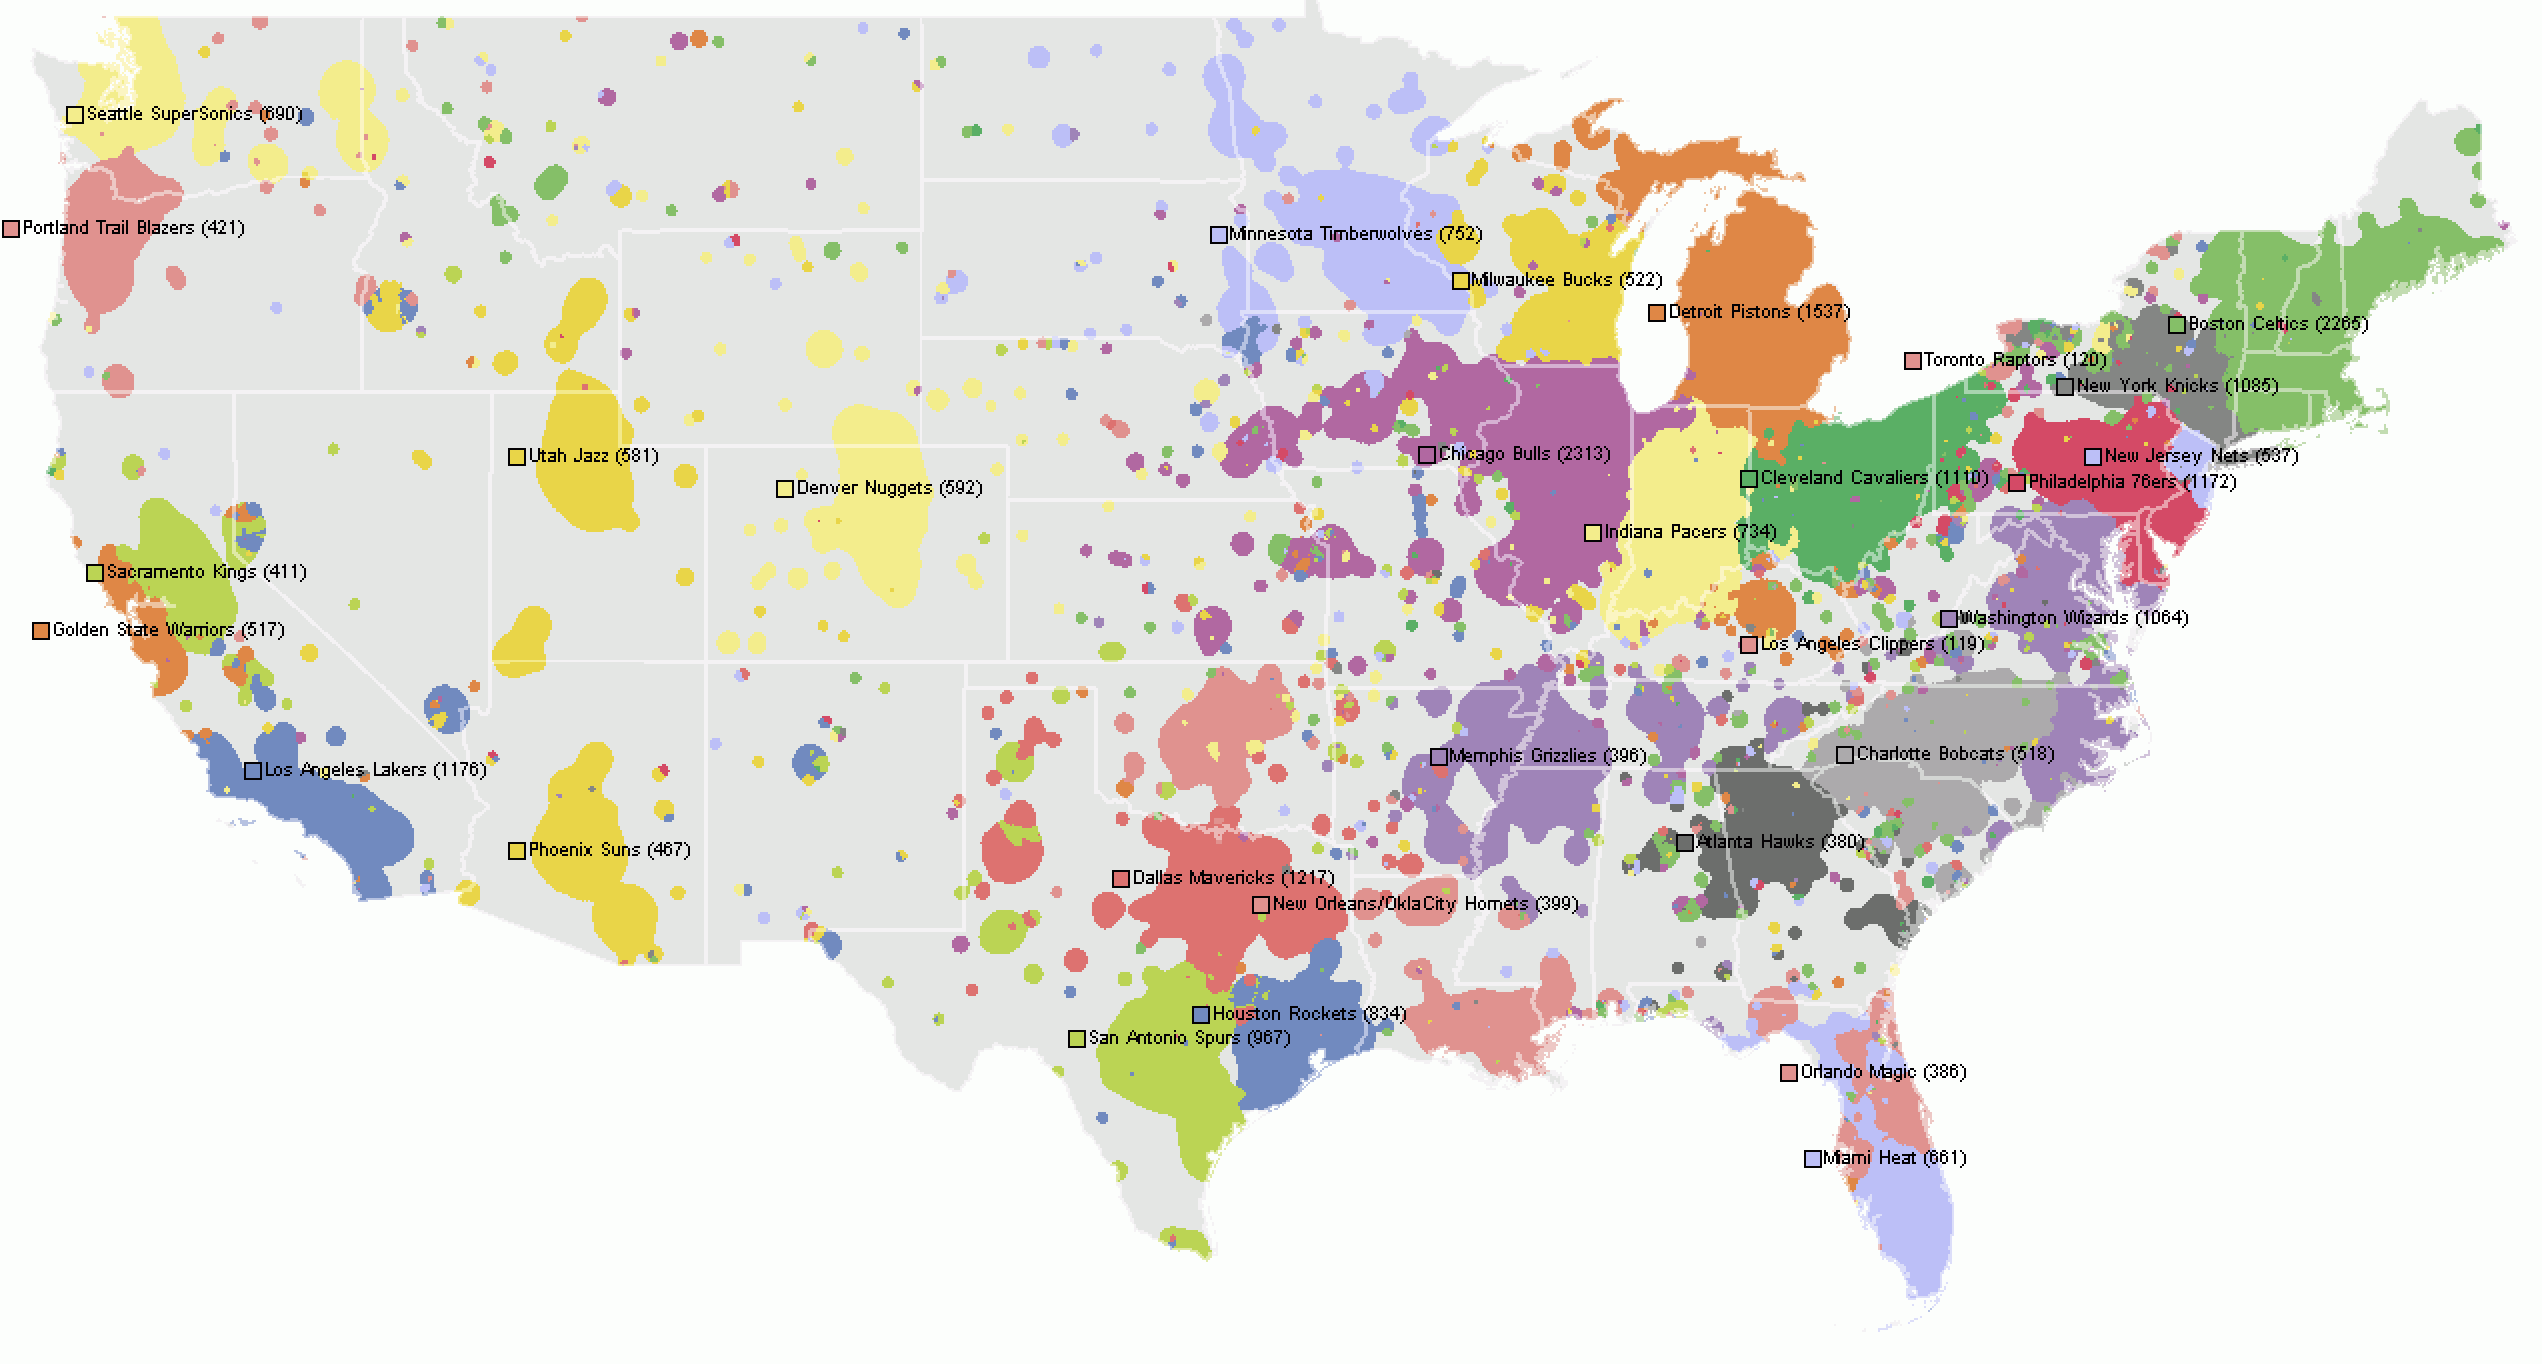 Seattle SuperSonics (690)
Portland Trail Blazers (421)
Minnesota Timberwolves (752)
Milwaukee Bucks (522)
Detroit Pistons (1537)
Boston Celtics (2265)
Toronto Raptors (120)
New York Knicks (1085)
Utah Jazz (581)
Chicago Bulls (2313)
New Jersey Nets (537)
Denver Nuggets (592)
Cleveland Cavaliers (1110)
Philadelphia 76ers (1172)
Indiana Pacers (734)
Sacramento Kings (411)
Golden State Warriors (517)
Washington Wizards (1064)
Los Angeles Clippers (119)
Los Angeles Lakers (1176)
Memphis Grizzlies (396)
Charlotte Bobcats (518)
Phoenix Suns (467)
Atlanta Hawks (380)
Dallas Mavericks (1217)
New Orleans/OklaCity Hornets (399)
Houston Rockets (834)
San Antonio Spurs (967)
Orlando Magic (386)
Miami Heat (661)